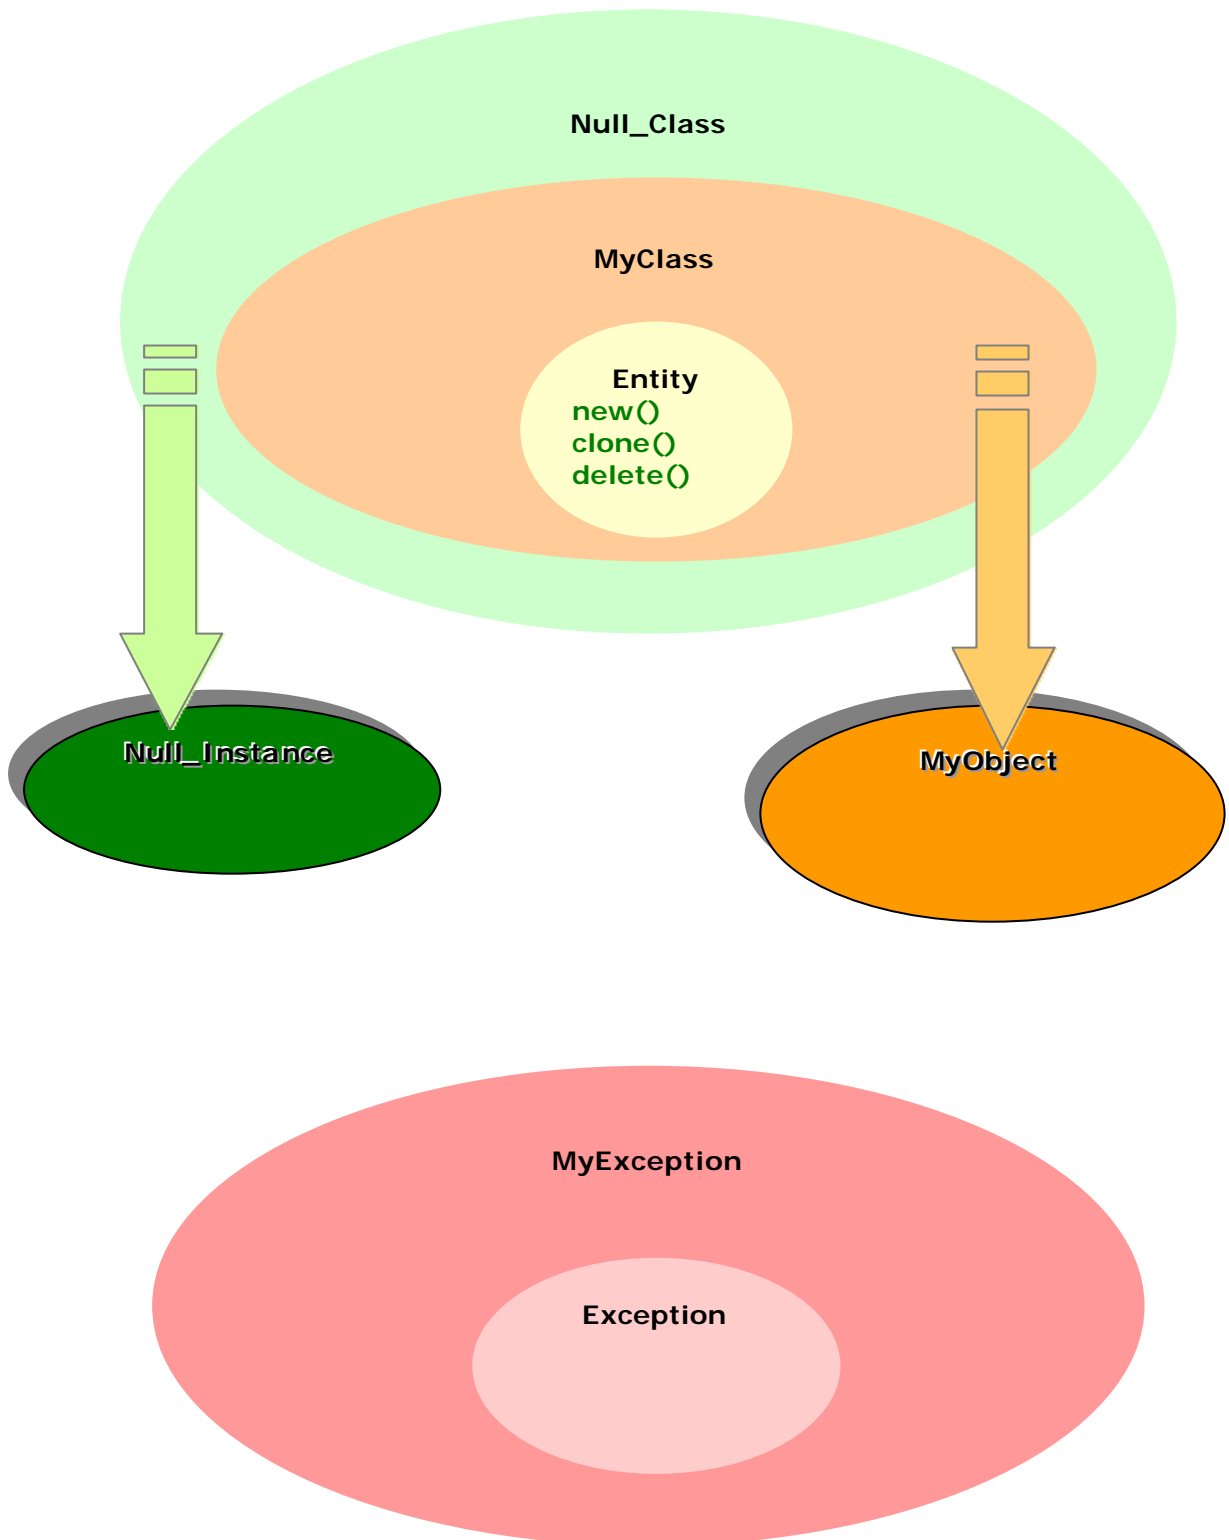 Null_Class
MyClass
Entity
new()
clone()
delete()
Null_Instance
MyObject
MyException
Exception